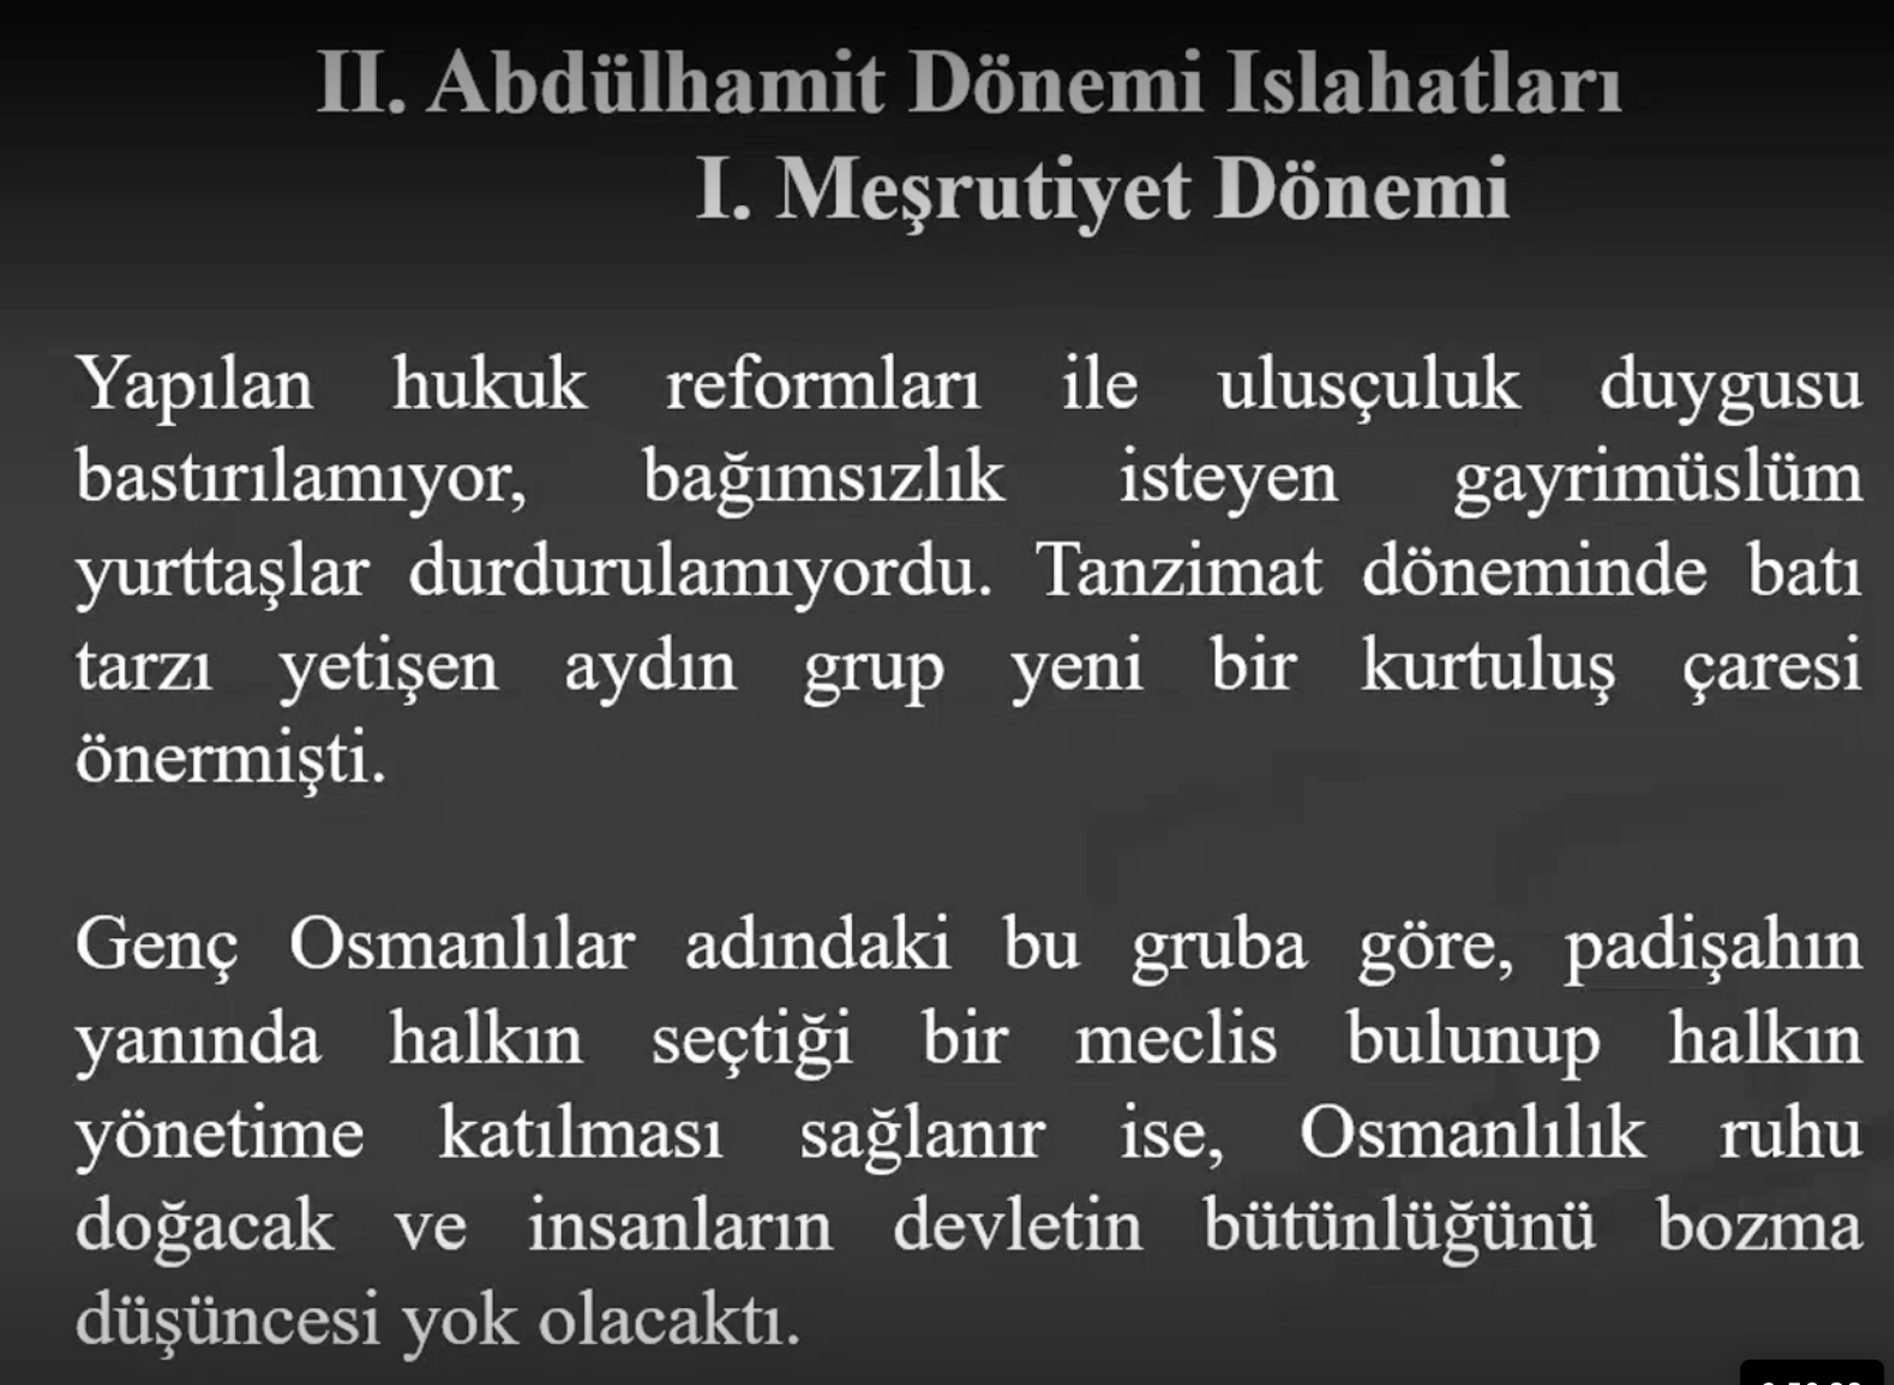 II. Abdülhamit Dönemi Islahatları
I. Meşrutiyet Dönemi
Yapılan hukuk reformları ile ulusçuluk duygusu
bastırılamıyor, bağımsızlık isteyen gayrimüslüm
yurttaşlar durdurulamıyordu. Tanzimat döneminde batı
tarzı yetişen aydın grup yeni bir kurtuluş çaresi
önermişti.
Genç Osmanlılar adındaki bu gruba göre, padişahın
yanında halkın seçtiği bir meclis bulunup halkın
yönetime katılması sağlanır ise, Osmanlılık ruhu
doğacak ve insanların devletin bütünlüğünü bozma
düşüncesi yok olacaktı.